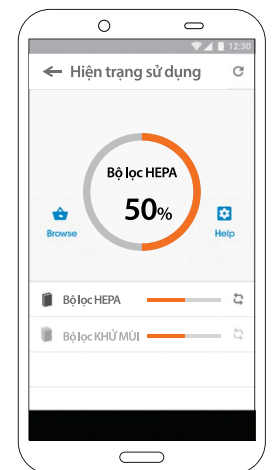 12:30
Hiện trạng sử dụng
Bộ lọc HEPA
50%
Browse
Help
Bộ lọc HEPA
Bộ lọc KHỬ MÙI